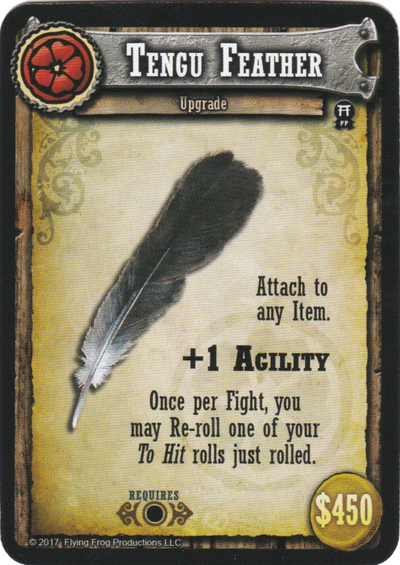 Tengu Feather
Upgrade
FF
Attach to
any Item.
+1 Agility
Once per Fight, you
may Re-roll one of your
To Hit rolls just rolled.
REQUIRES
$450
© 2017 Flying Frog Productions LLC